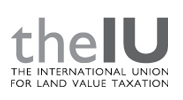 theIU
THE INTERNATIONAL UNION
FOR LAND VALUE TAXATION